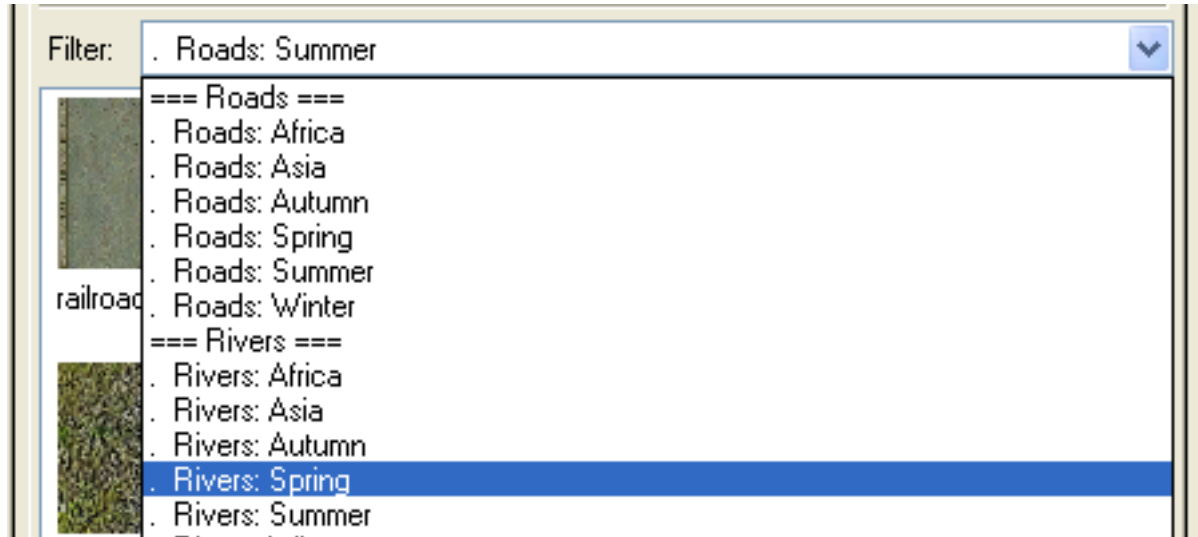 Filter: . Roads: Summer
=== Roads ===
. Roads: Africa
. Roads: Asia
. Roads: Autumn
. Roads: Spring
. Roads: Summer
. Roads: Winter
=== Rivers ===
. Rivers: Africa
. Rivers: Asia
. Rivers: Autumn
. Rivers: Spring
. Rivers: Summer
railroad